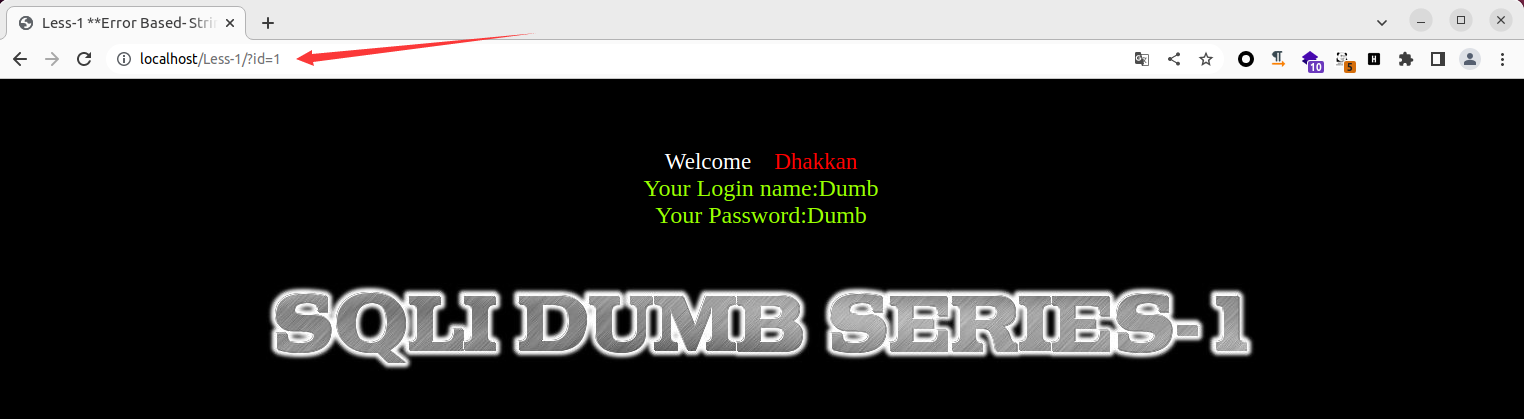 Less-1 **Error Based- Strin
localhost/Less-1/?id=1
10
5
H
Welcome Dhakkan
Your Login name:Dumb
Your Password:Dumb
SQLI DUMB SERIES-1